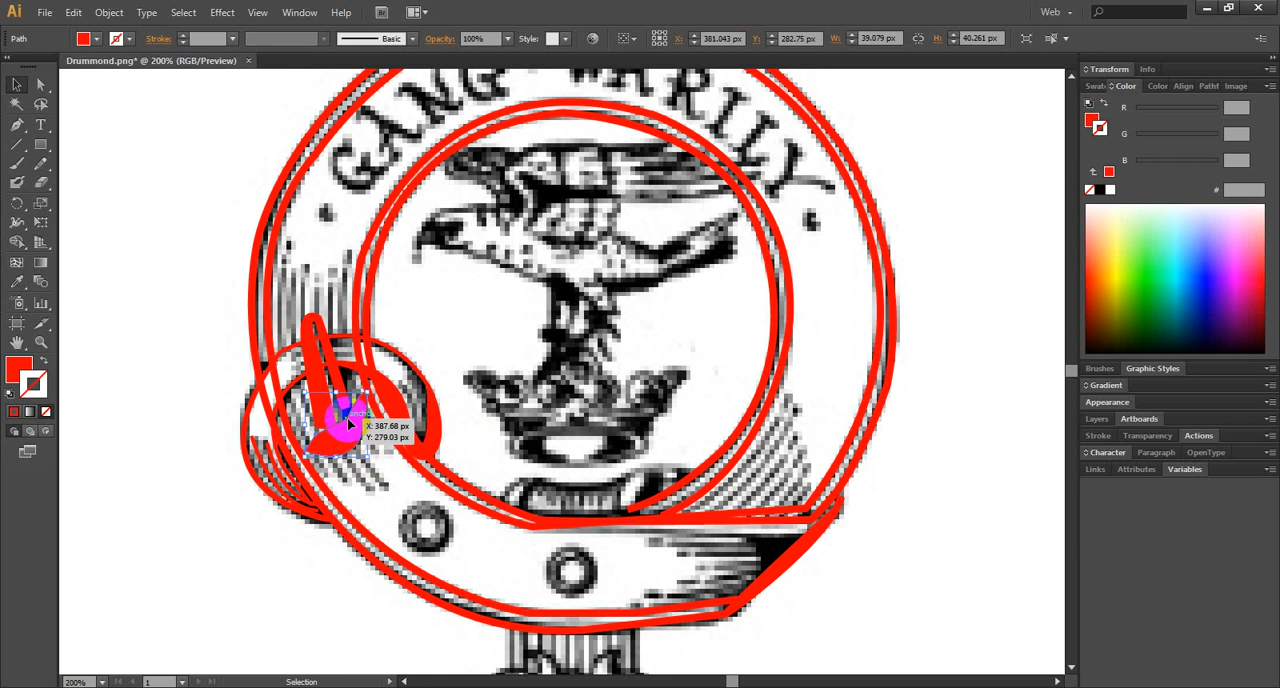 Ai File Edit Object Type Select Effect View Window Help Br Web
Path Stroke: Basic Opacity: 100% Style: X: 381.043 px Y: 282.75 px W: 39.079 px H: 40.261 px
Drummond.png* @ 200% (RGB/Preview) ×
Transform Info
Swat Color Color Align Pathf Image
R
G
B
#
GANG WARILY
X: 387.68 px
Y: 279.03 px
Brushes Graphic Styles
Gradient
Appearance
Layers Artboards
Stroke Transparency Actions
Character Paragraph OpenType
Links Attributes Variables
200% 1 Selection